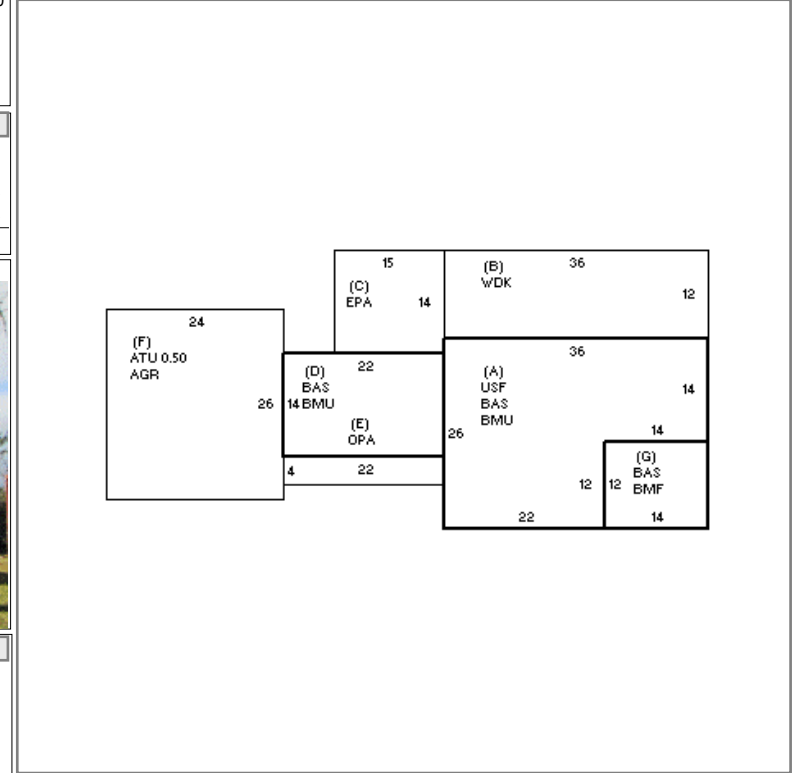 15
(C)
EPA
14
(B)
WDK
36
12
24
(F)
ATU 0.50
AGR
26
22
(D)
BAS
BMU
14
(E)
OPA
4
22
36
(A)
USF
BAS
BMU
14
26
14
(G)
BAS
BMF
12
12
22
14